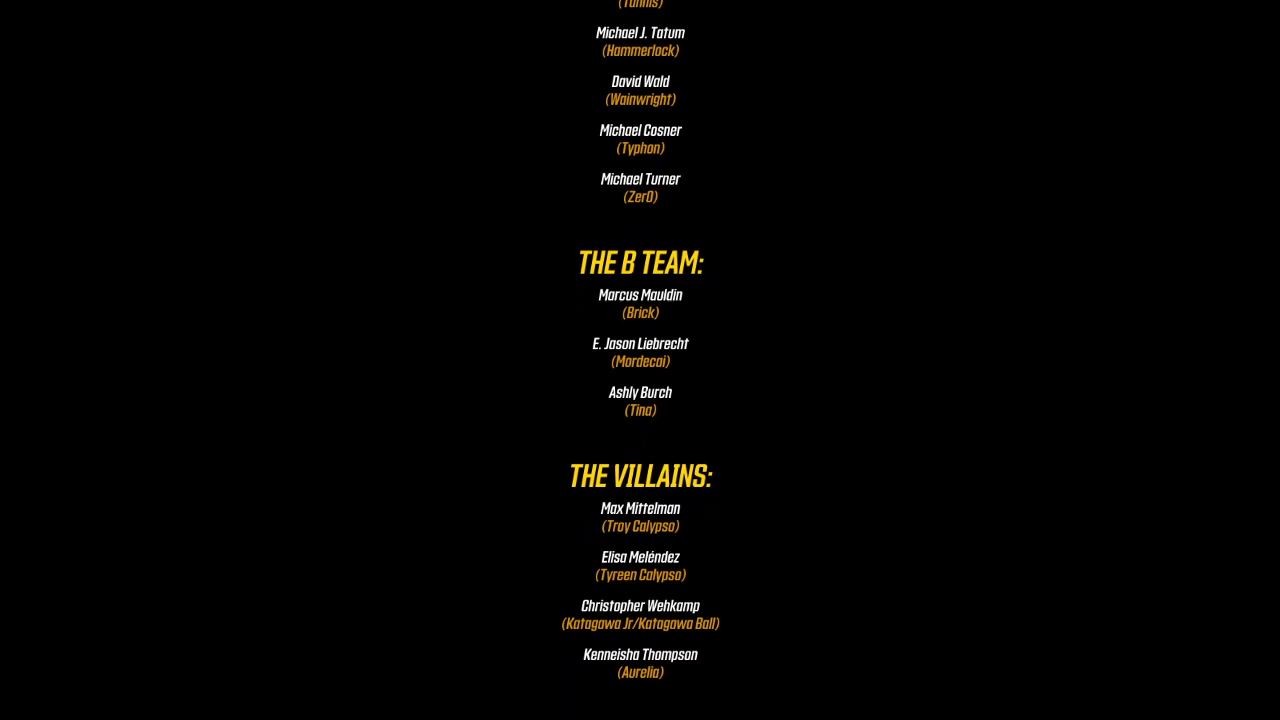 (Tannis)
Michael J. Tatum
(Hammerlock)
David Wald
(Wainwright)
Michael Cosner
(Typhon)
Michael Turner
(Zer0)
THE B TEAM:
Marcus Mauldin
(Brick)
E. Jason Liebrecht
(Mordecai)
Ashly Burch
(Tina)
THE VILLAINS:
Max Mittelman
(Troy Calypso)
Elisa Meléndez
(Tyreen Calypso)
Christopher Wehkamp
(Katagawa Jr/Katagawa Ball)
Kenneisha Thompson
(Aurelia)